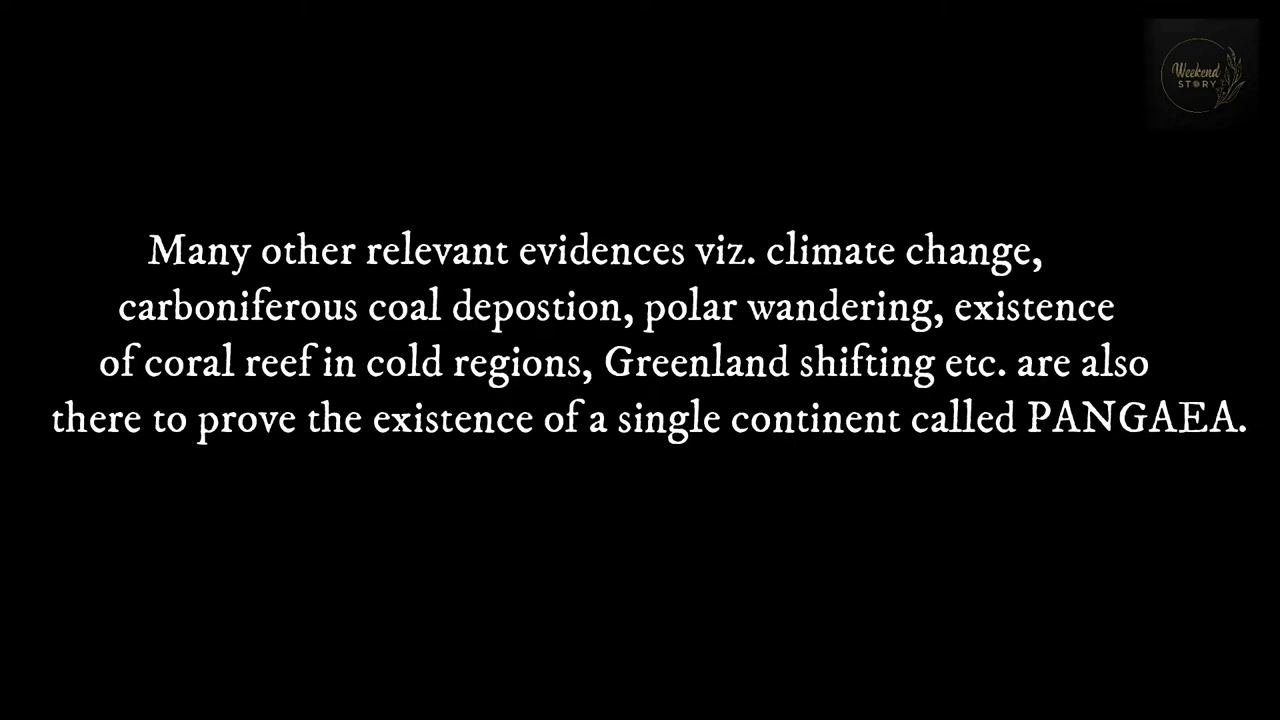 Weekend
STORY
Many other relevant evidences viz. climate change,
carboniferous coal depostion, polar wandering, existence
of coral reef in cold regions, Greenland shifting etc. are also
there to prove the existence of a single continent called PANGAEA.